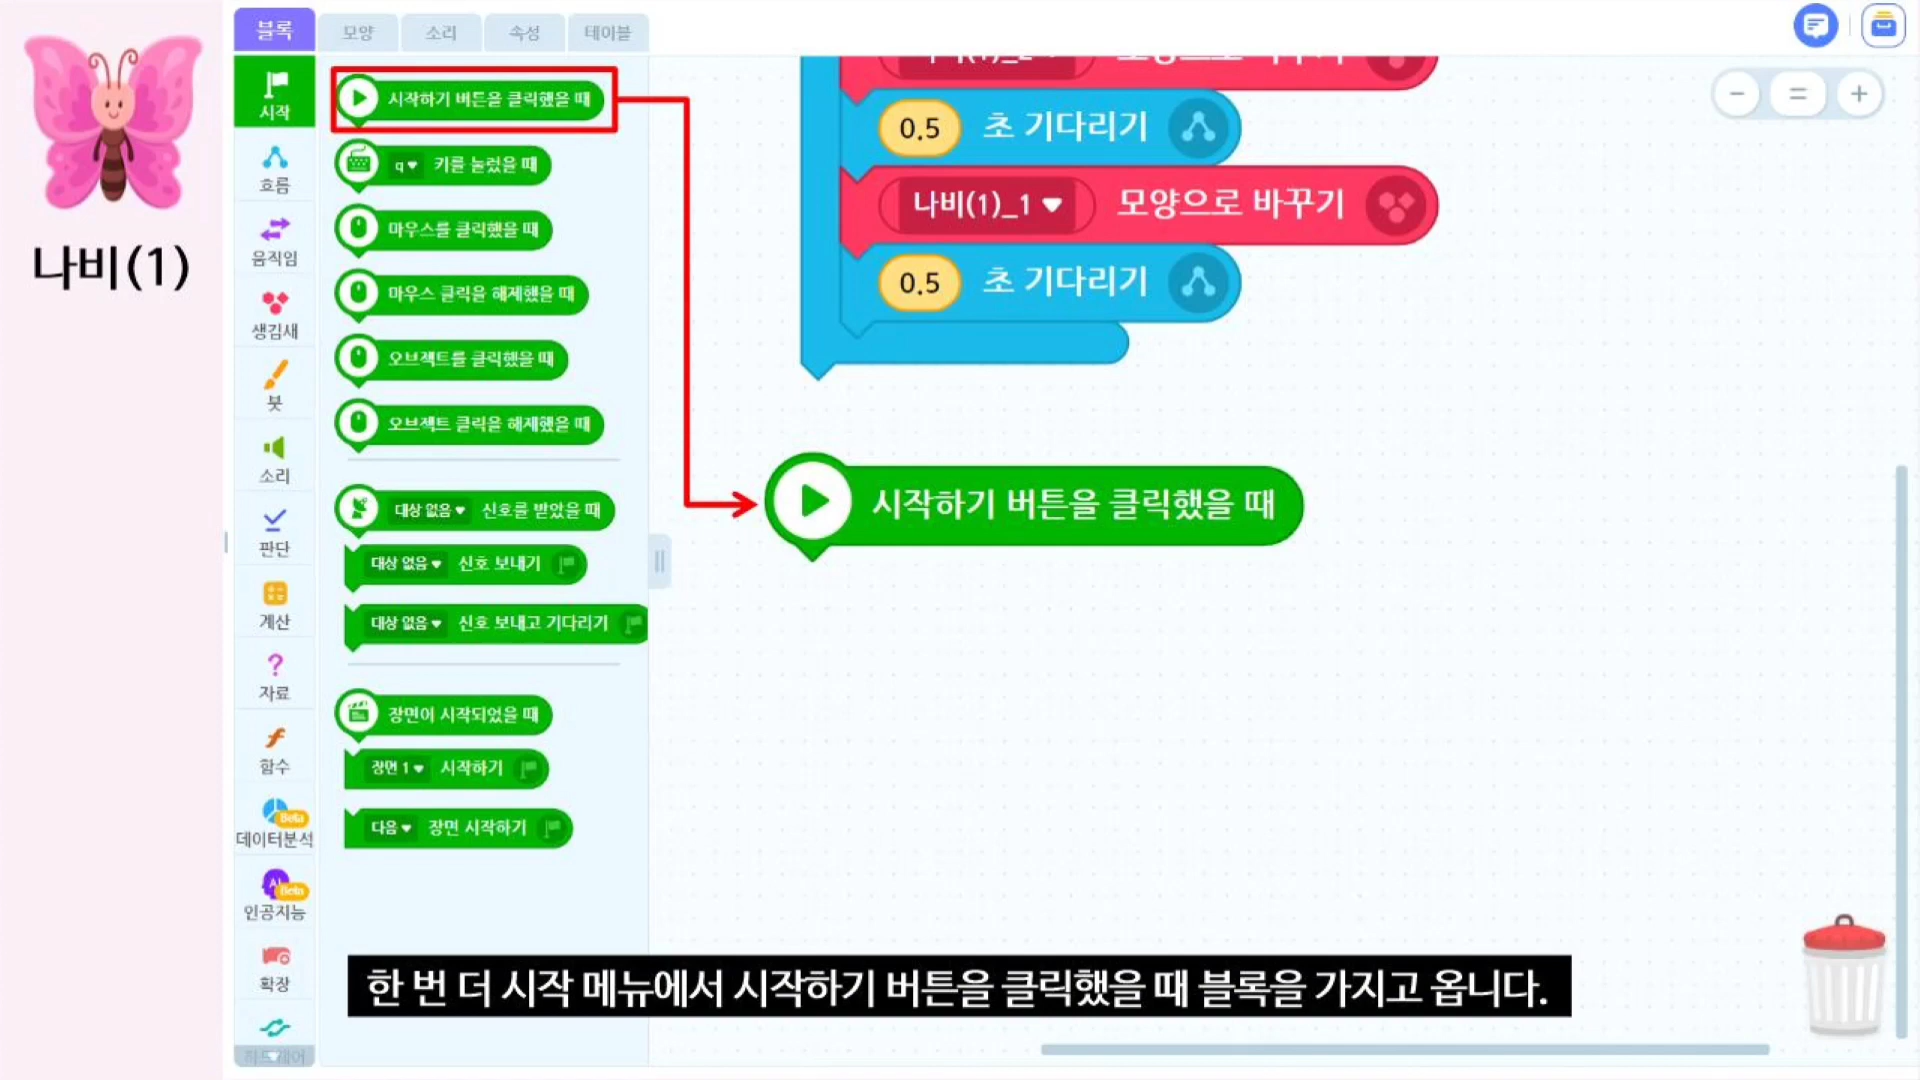 블록
모양
소리
속성
테이블
나비(1)
시작
흐름
움직임
생김새
붓
소리
판단
계산
자료
함수
Beta
데이터분석
AI
Beta
인공지능
확장
하드웨어
시작하기 버튼을 클릭했을 때
q 키를 눌렀을 때
마우스를 클릭했을 때
마우스 클릭을 해제했을 때
오브젝트를 클릭했을 때
오브젝트 클릭을 해제했을 때
대상 없음 신호를 받았을 때
대상 없음 신호 보내기
대상 없음 신호 보내고 기다리기
장면이 시작되었을 때
장면 1 시작하기
다음 장면 시작하기
0.5 초 기다리기
나비(1)_1 모양으로 바꾸기
0.5 초 기다리기
시작하기 버튼을 클릭했을 때
한 번 더 시작 메뉴에서 시작하기 버튼을 클릭했을 때 블록을 가지고 옵니다.